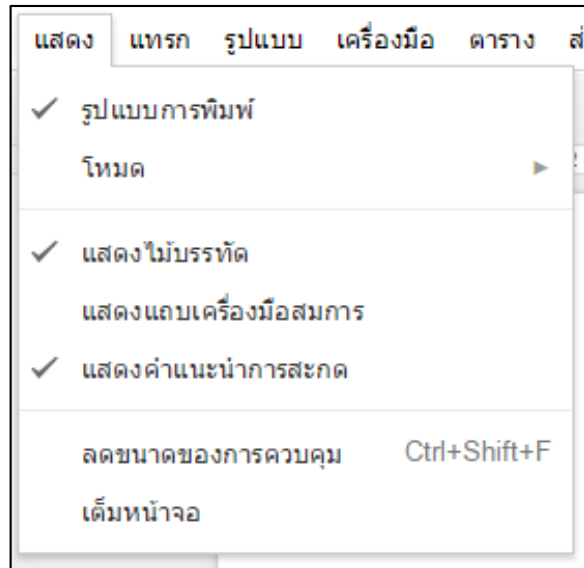 แสดง แทรก รูปแบบ เครื่องมือ ตาราง
รูปแบบการพิมพ์
โหมด
แสดงไม้บรรทัด
แสดงแถบเครื่องมือสมการ
แสดงคำแนะนำการสะกด
ลดขนาดของการควบคุม Ctrl+Shift+F
เต็มหน้าจอ